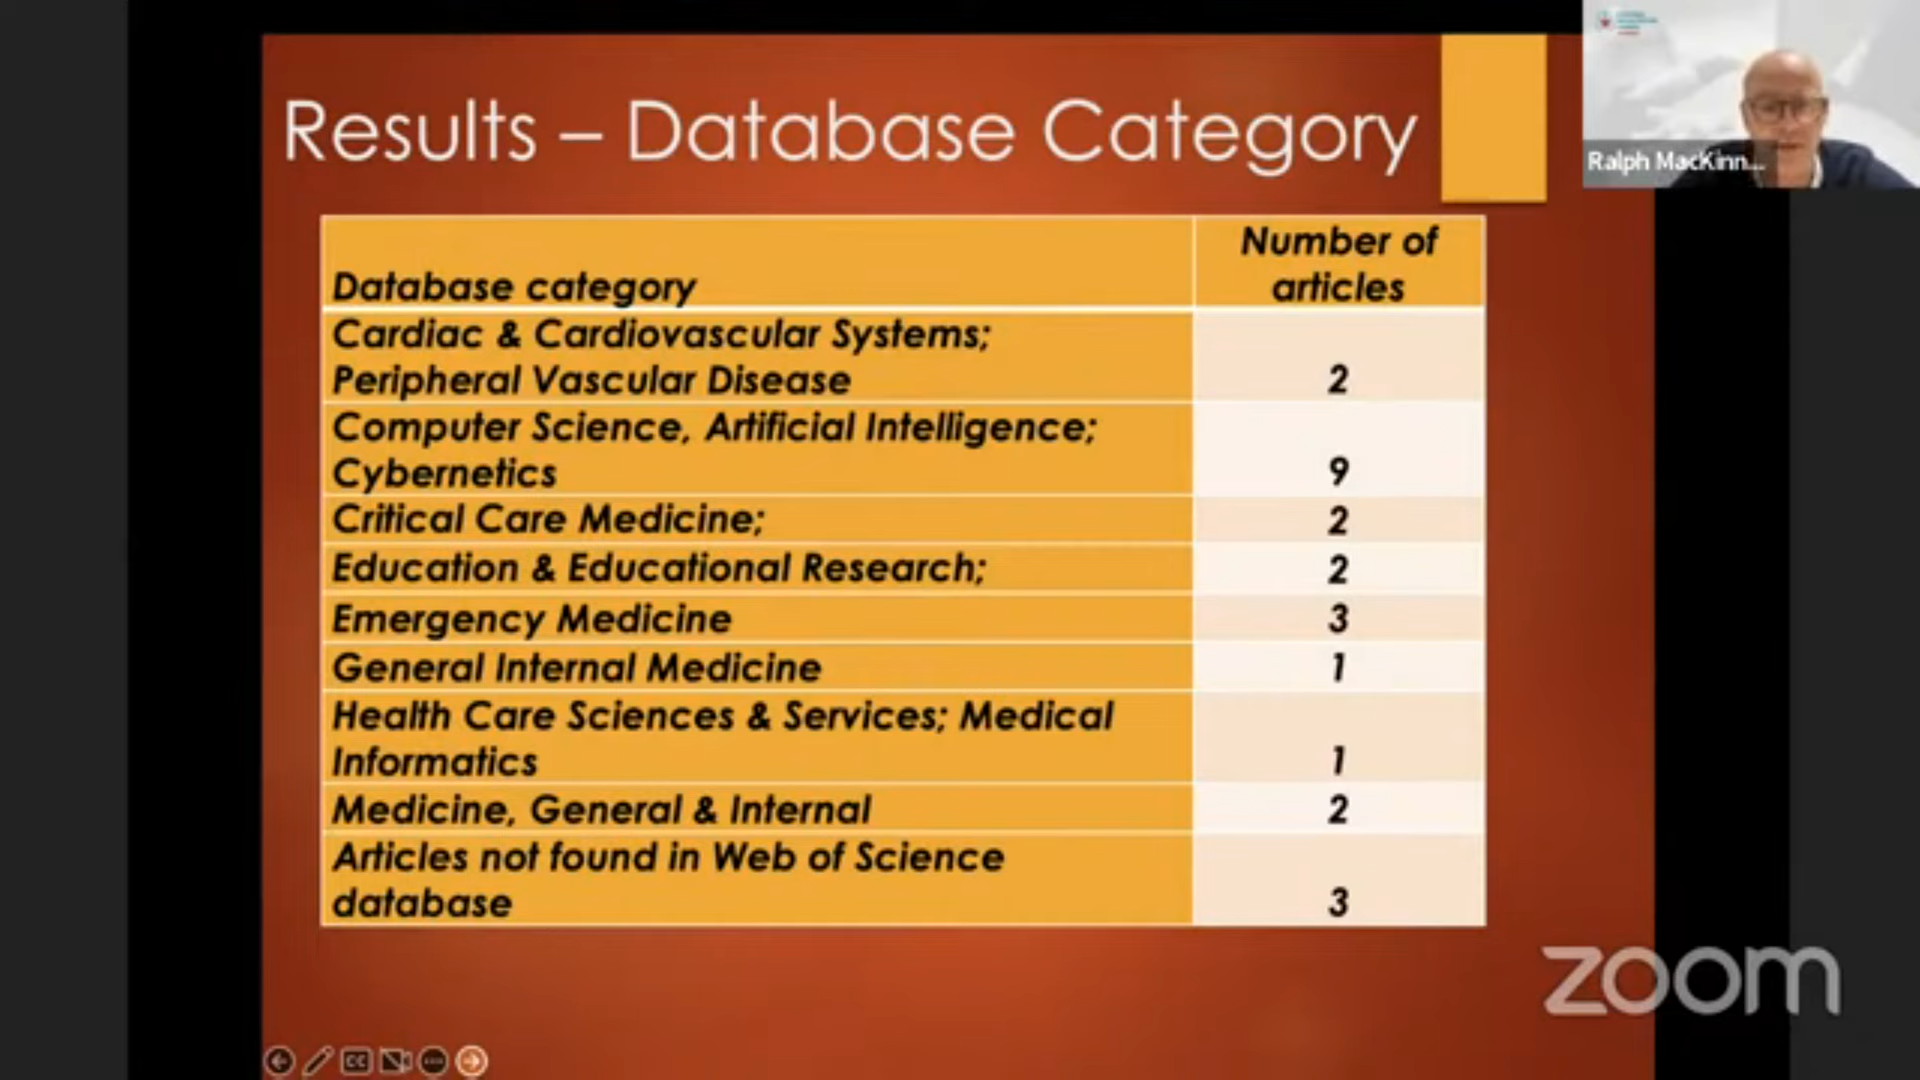 Results – Database Category
Ralph MacKinn...
Database category
Number of
articles
Cardiac & Cardiovascular Systems;
Peripheral Vascular Disease
2
Computer Science, Artificial Intelligence;
Cybernetics
9
Critical Care Medicine;
2
Education & Educational Research;
2
Emergency Medicine
3
General Internal Medicine
1
Health Care Sciences & Services; Medical
Informatics
1
Medicine, General & Internal
2
Articles not found in Web of Science
database
3
zoom
CC